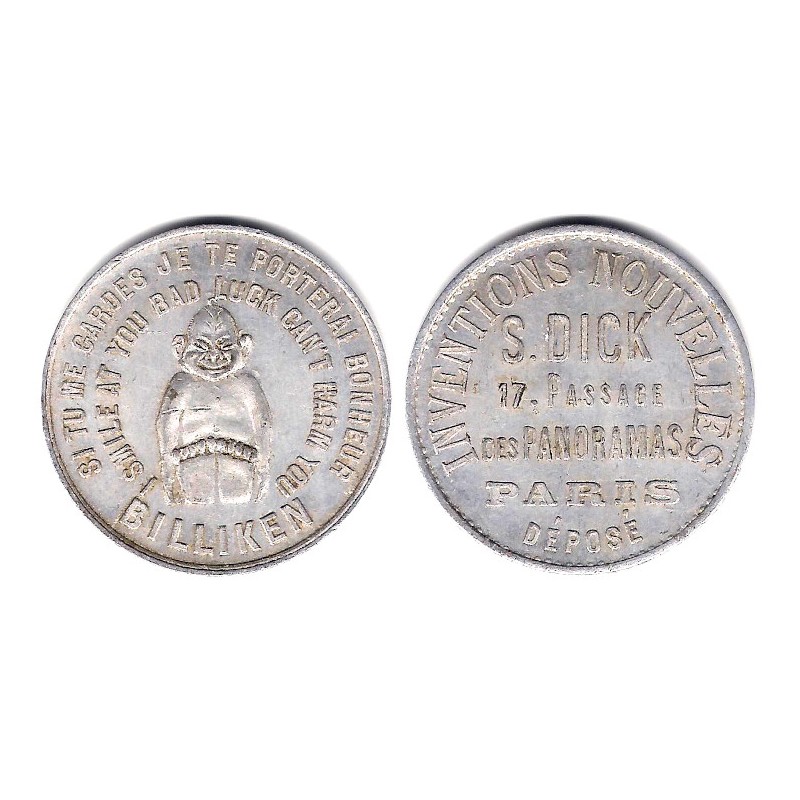 SI TU ME GARDES JE TE PORTERAI BONHEUR
I SMILE AT YOU BAD LUCK CAN'T HARM YOU
BILLIKEN
INVENTIONS NOUVELLES
S. DICK
17, PASSAGE
DES PANORAMAS
PARIS
DÉPOSÉ